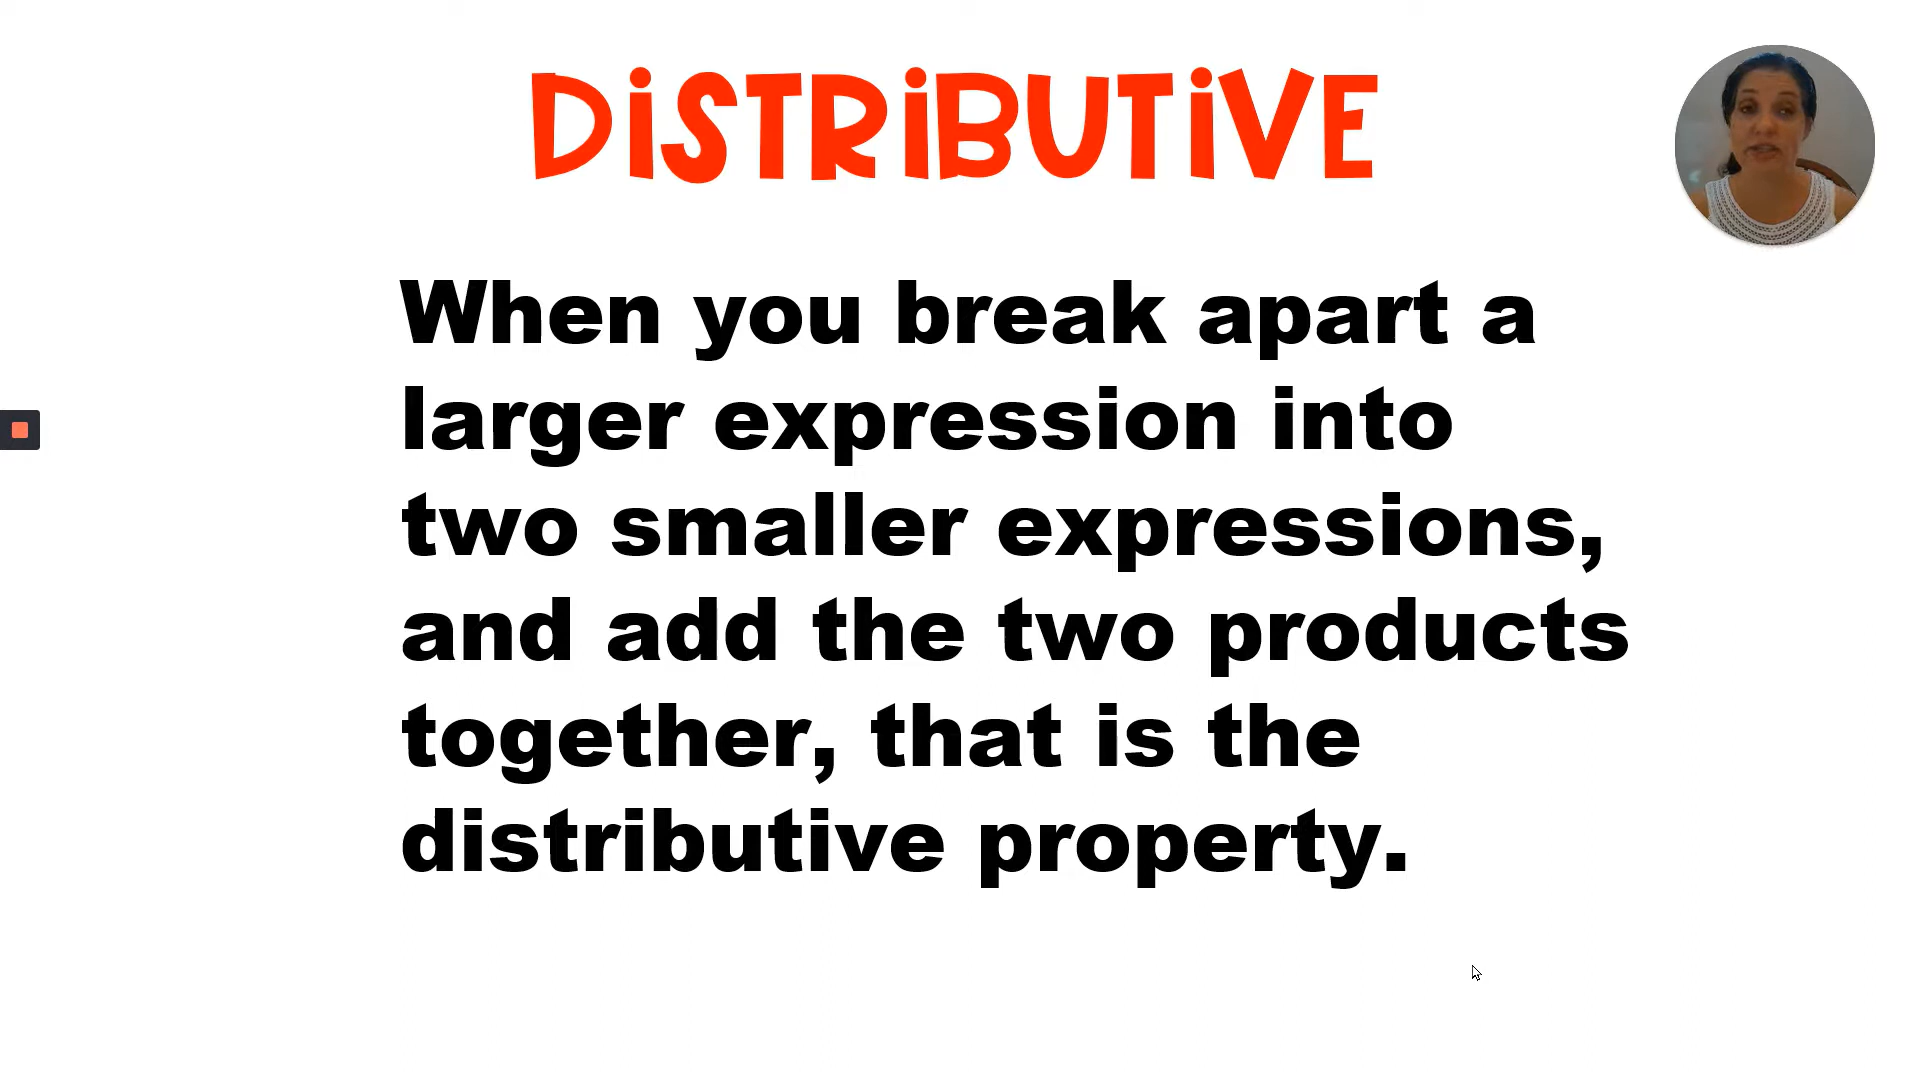 DiSTRiBUTiVE
When you break apart a
larger expression into
two smaller expressions,
and add the two products
together, that is the
distributive property.